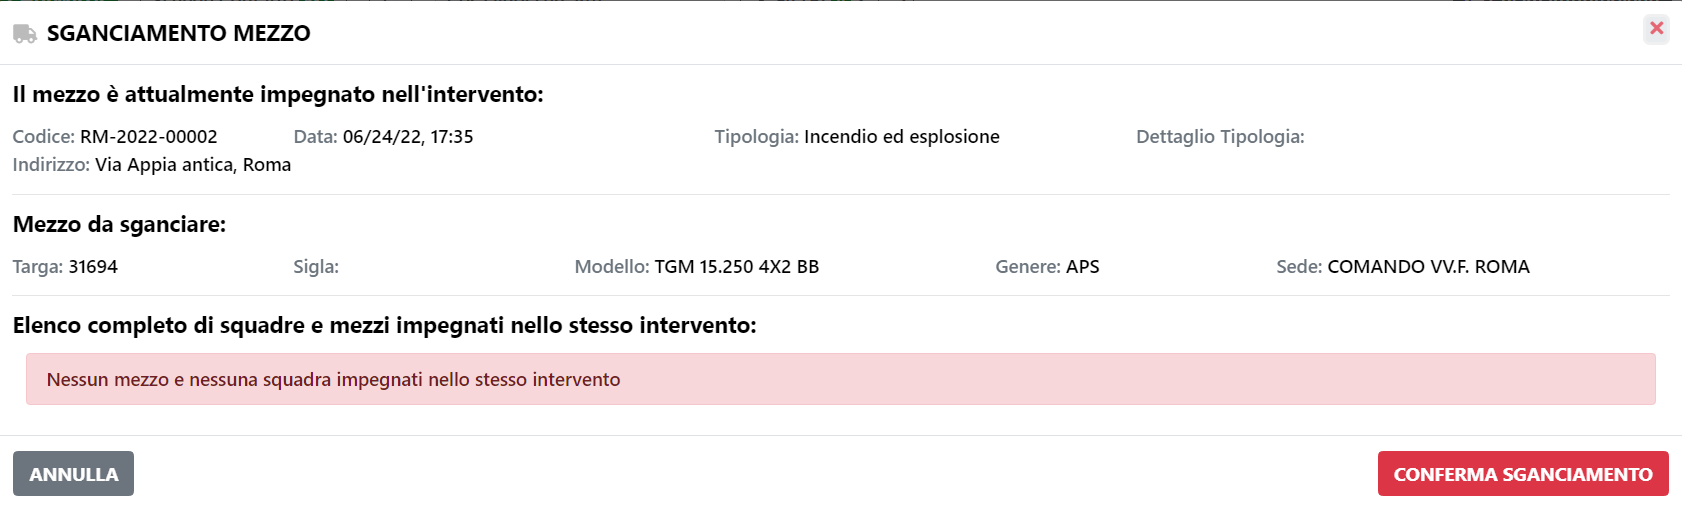 SGANCIAMENTO MEZZO
Il mezzo è attualmente impegnato nell'intervento:
Codice: RM-2022-00002 Data: 06/24/22, 17:35 Tipologia: Incendio ed esplosione Dettaglio Tipologia:
Indirizzo: Via Appia antica, Roma
Mezzo da sganciare:
Targa: 31694 Sigla: Modello: TGM 15.250 4X2 BB Genere: APS Sede: COMANDO VV.F. ROMA
Elenco completo di squadre e mezzi impegnati nello stesso intervento:
Nessun mezzo e nessuna squadra impegnati nello stesso intervento
ANNULLA CONFERMA SGANCIAMENTO